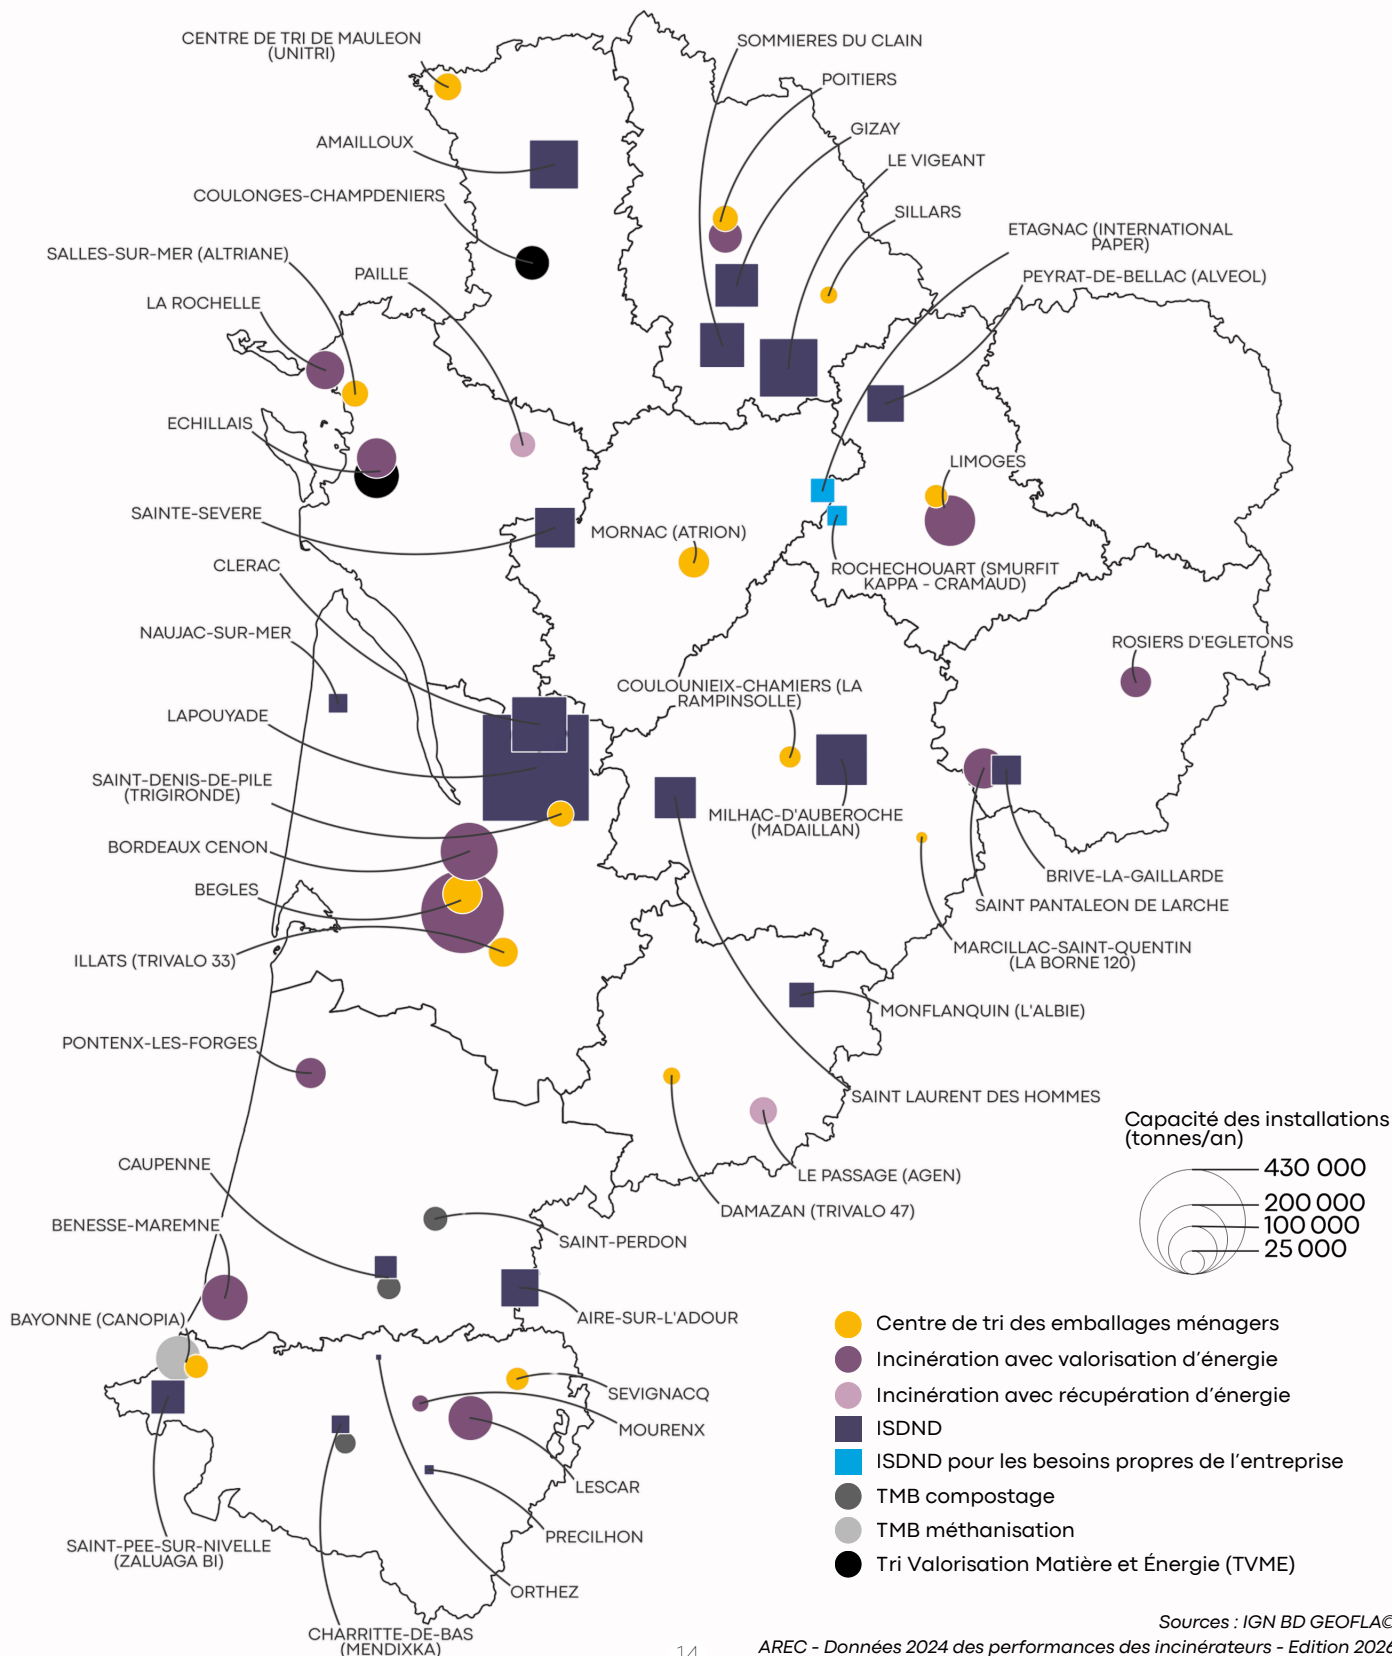 CENTRE DE TRI DE MAULEON
(UNITRI)
SOMMIERES DU CLAIN
POITIERS
AMAILLOUX
GIZAY
LE VIGEANT
COULONGES-CHAMPDENIERS
SILLARS
ETAGNAC (INTERNATIONAL
PAPER)
SALLES-SUR-MER (ALTRIANE)
PAILLE
PEYRAT-DE-BELLAC (ALVEOL)
LA ROCHELLE
ECHILLAIS
LIMOGES
SAINTE-SEVERE
MORNAC (ATRION)
CLERAC
ROCHECHOUART (SMURFIT
KAPPA - CRAMAUD)
NAUJAC-SUR-MER
ROSIERS D'EGLETONS
COULOUNIEIX-CHAMIERS (LA
RAMPINSOLLE)
LAPOUYADE
SAINT-DENIS-DE-PILE
(TRIGIRONDE)
MILHAC-D'AUBEROCHE
(MADAILLAN)
BORDEAUX CENON
BRIVE-LA-GAILLARDE
BEGLES
SAINT PANTALEON DE LARCHE
ILLATS (TRIVALO 33)
MARCILLAC-SAINT-QUENTIN
(LA BORNE 120)
MONFLANQUIN (L'ALBIE)
PONTENX-LES-FORGES
SAINT LAURENT DES HOMMES
Capacité des installations
(tonnes/an)
430 000
200 000
100 000
25 000
CAUPENNE
LE PASSAGE (AGEN)
DAMAZAN (TRIVALO 47)
BENESSE-MAREMNE
SAINT-PERDON
BAYONNE (CANOPIA)
AIRE-SUR-L'ADOUR
Centre de tri des emballages ménagers
Incinération avec valorisation d'énergie
Incinération avec récupération d'énergie
ISDND
ISDND pour les besoins propres de l'entreprise
TMB compostage
TMB méthanisation
Tri Valorisation Matière et Énergie (TVME)
SEVIGNACQ
MOURENX
LESCAR
PRECILHON
SAINT-PEE-SUR-NIVELLE
(ZALUAGA BI)
ORTHEZ
CHARRITTE-DE-BAS
(MENDIXKA)
14
Sources : IGN BD GEOFLA©
AREC - Données 2024 des performances des incinérateurs - Edition 2026